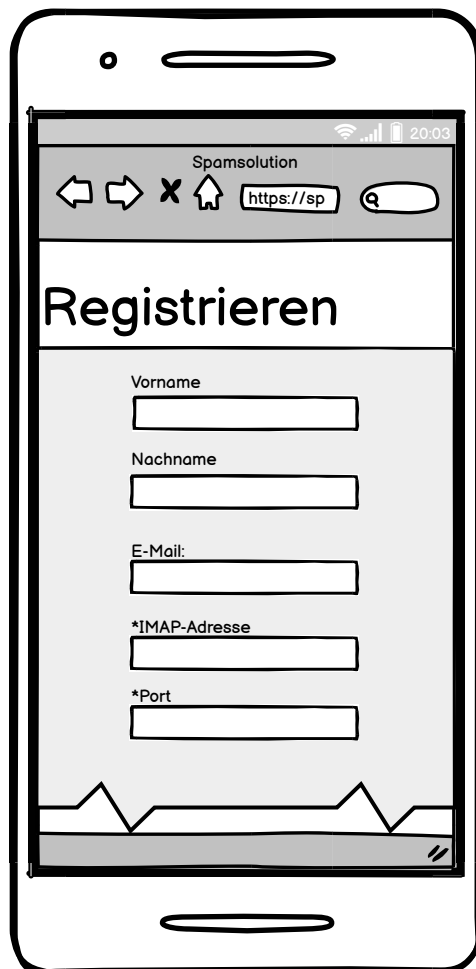 20:03
Spamsolution
https://sp
Registrieren
Vorname
Nachname
E-Mail:
*IMAP-Adresse
*Port